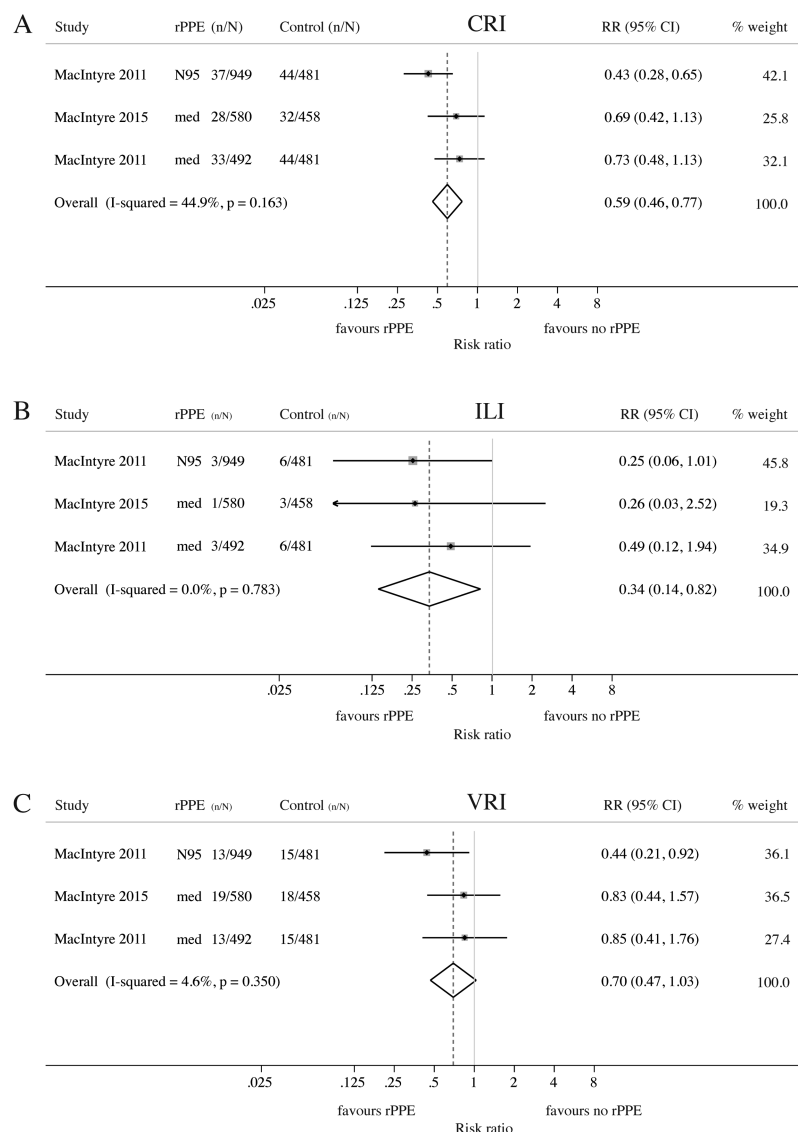 A
Study rPPE (n/N) Control (n/N) CRI RR (95% CI) % weight
MacIntyre 2011 N95 37/949 44/481 0.43 (0.28, 0.65) 42.1
MacIntyre 2015 med 28/580 32/458 0.69 (0.42, 1.13) 25.8
MacIntyre 2011 med 33/492 44/481 0.73 (0.48, 1.13) 32.1
Overall (I-squared = 44.9%, p = 0.163) 0.59 (0.46, 0.77) 100.0
.025 .125 .25 .5 1 2 4 8
favours rPPE favours no rPPE
Risk ratio
B
Study rPPE (n/N) Control (n/N) ILI RR (95% CI) % weight
MacIntyre 2011 N95 3/949 6/481 0.25 (0.06, 1.01) 45.8
MacIntyre 2015 med 1/580 3/458 0.26 (0.03, 2.52) 19.3
MacIntyre 2011 med 3/492 6/481 0.49 (0.12, 1.94) 34.9
Overall (I-squared = 0.0%, p = 0.783) 0.34 (0.14, 0.82) 100.0
.025 .125 .25 .5 1 2 4 8
favours rPPE favours no rPPE
Risk ratio
C
Study rPPE (n/N) Control (n/N) VRI RR (95% CI) % weight
MacIntyre 2011 N95 13/949 15/481 0.44 (0.21, 0.92) 36.1
MacIntyre 2015 med 19/580 18/458 0.83 (0.44, 1.57) 36.5
MacIntyre 2011 med 13/492 15/481 0.85 (0.41, 1.76) 27.4
Overall (I-squared = 4.6%, p = 0.350) 0.70 (0.47, 1.03) 100.0
.025 .125 .25 .5 1 2 4 8
favours rPPE favours no rPPE
Risk ratio